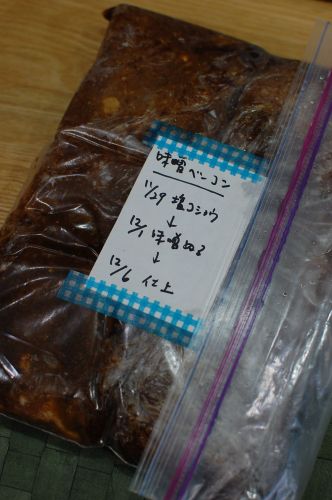 味噌ベーコン
11/29 塩コショウ
↓
12/1 味噌ぬる
↓
12/6 仕上